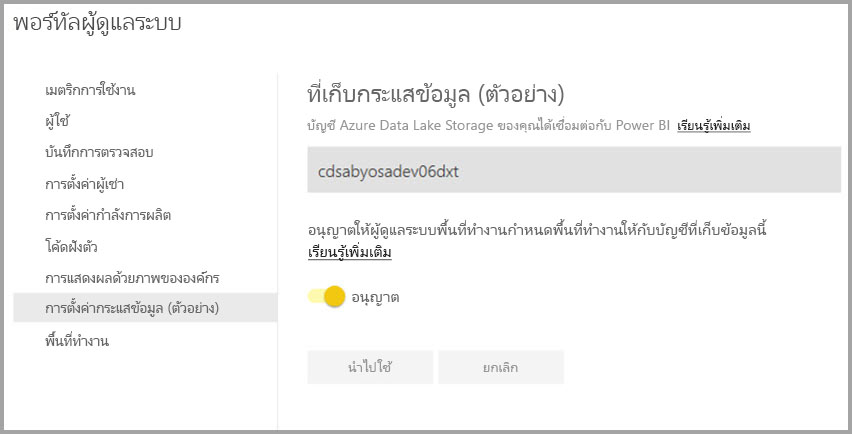 พอร์ทัลผู้ดูแลระบบ
เมตริกการใช้งาน
ผู้ใช้
บันทึกการตรวจสอบ
การตั้งค่าผู้เช่า
การตั้งค่ากำลังการผลิต
โค้ดฝังตัว
การแสดงผลด้วยภาพขององค์กร
การตั้งค่ากระแสข้อมูล (ตัวอย่าง)
พื้นที่ทำงาน
ที่เก็บกระแสข้อมูล (ตัวอย่าง)
บัญชี Azure Data Lake Storage ของคุณได้เชื่อมต่อกับ Power BI เรียนรู้เพิ่มเติม
cdsabyosadev06dxt
อนุญาตให้ผู้ดูแลระบบพื้นที่ทำงานกำหนดพื้นที่ทำงานให้กับบัญชีที่เก็บข้อมูลนี้
เรียนรู้เพิ่มเติม
อนุญาต
นำไปใช้
ยกเลิก